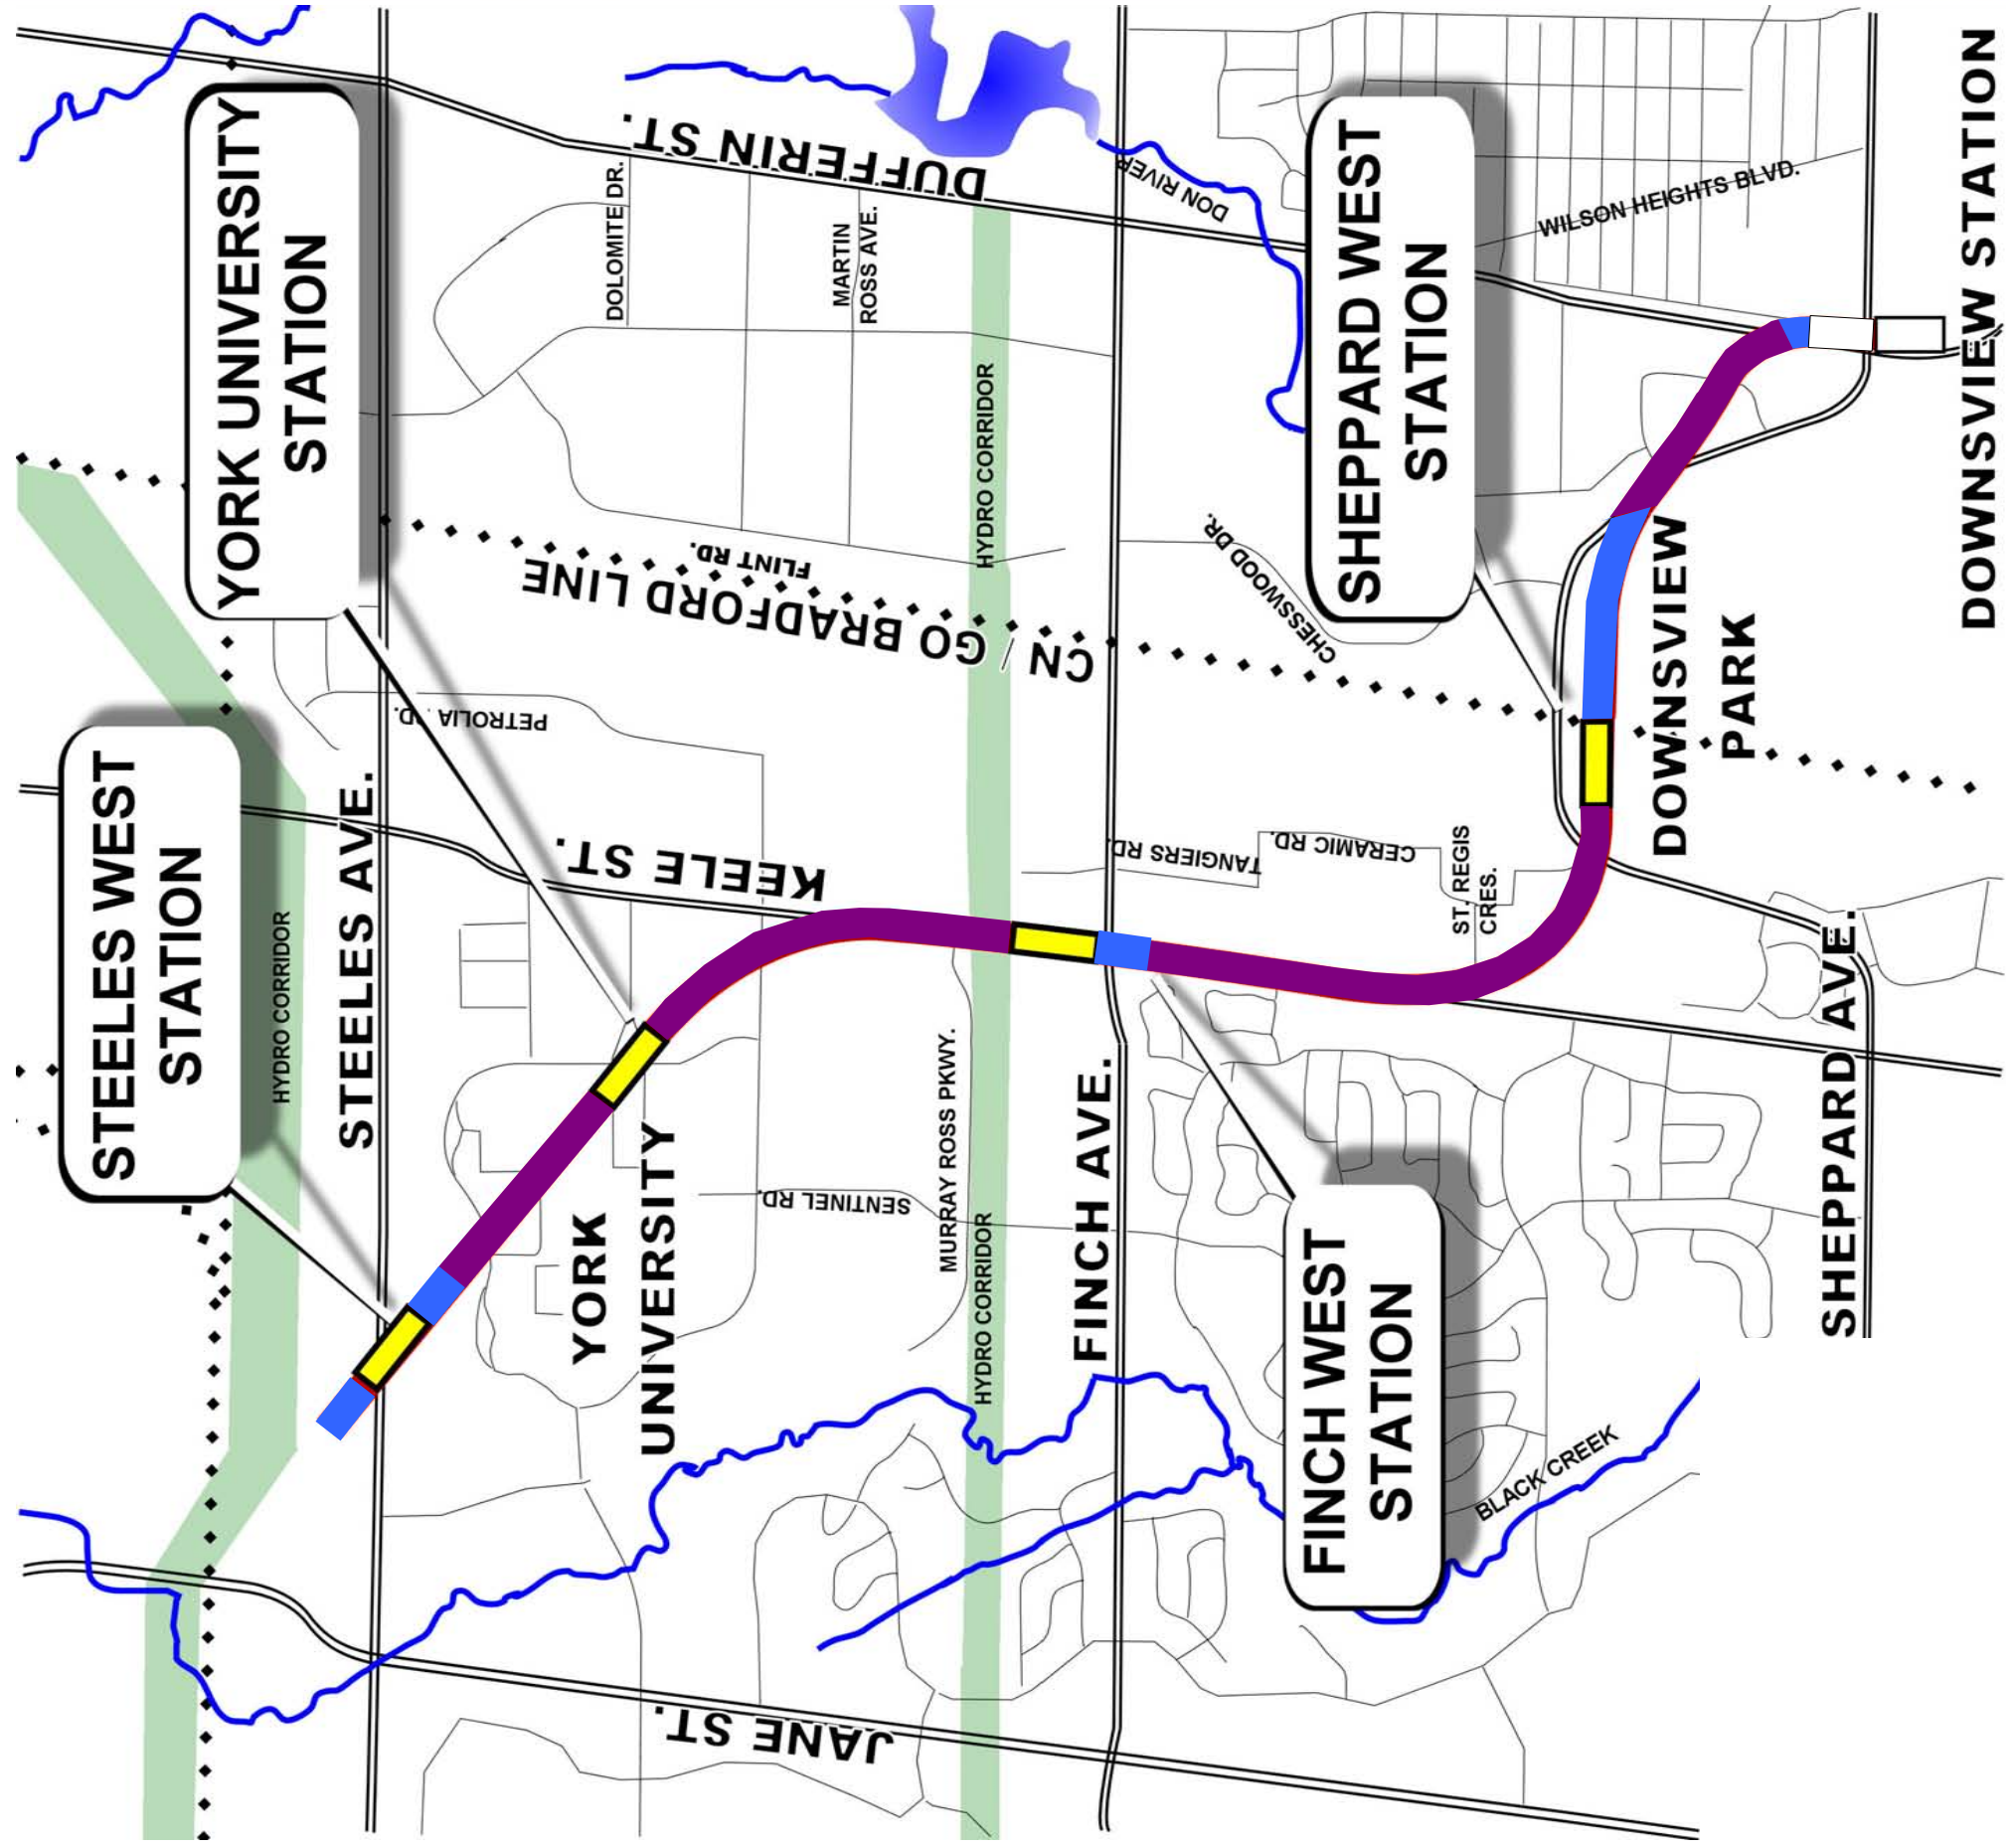 YORK UNIVERSITY
STATION
STEELES WEST
STATION
SHEPPARD WEST
STATION
FINCH WEST
STATION
DOWNSVIEW STATION
DUFFERIN ST.
DOLOMITE DR.
MARTIN
ROSS AVE.
DON RIVER
WILSON HEIGHTS BLVD.
HYDRO CORRIDOR
FLINT RD.
CN / GO BRADFORD LINE
CHESSWOOD DR.
DOWNSVIEW
PARK
PETROLIA
STEELES AVE.
HYDRO CORRIDOR
KEELE ST.
TANGIERS RD.
CERAMIC RD.
ST. REGIS
CRES.
SHEPPARD AVE.
MURRAY ROSS PKWY.
FINCH AVE.
YORK
UNIVERSITY
SENTINEL RD.
HYDRO CORRIDOR
BLACK CREEK
JANE ST.